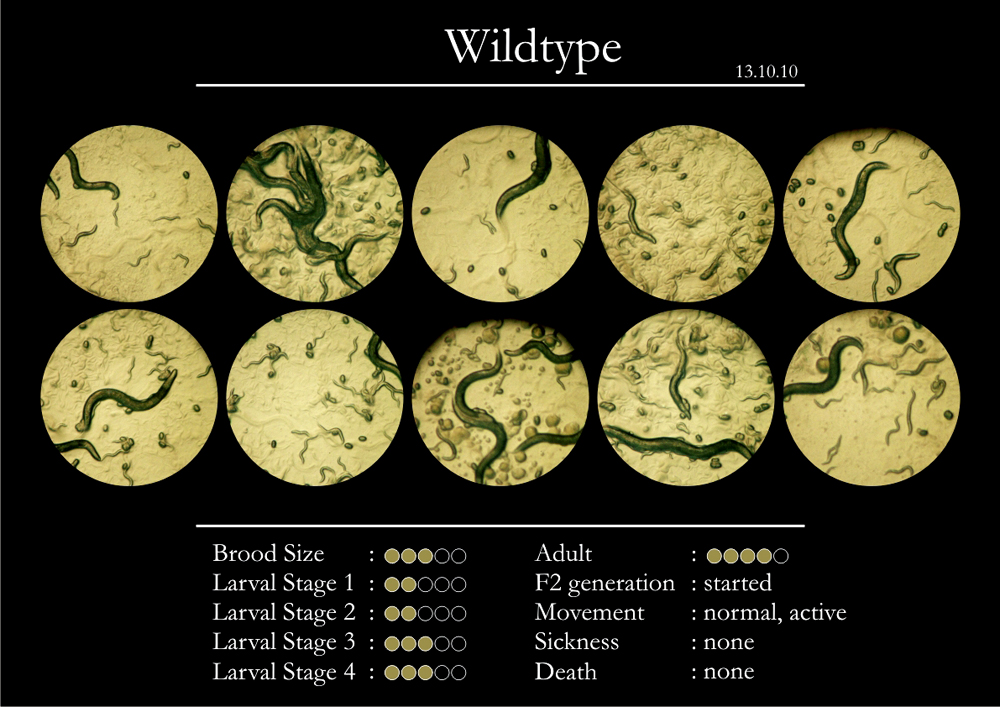 Wildtype
13.10.10
Brood Size :
Larval Stage 1 :
Larval Stage 2 :
Larval Stage 3 :
Larval Stage 4 :
Adult :
F2 generation : started
Movement : normal, active
Sickness : none
Death : none